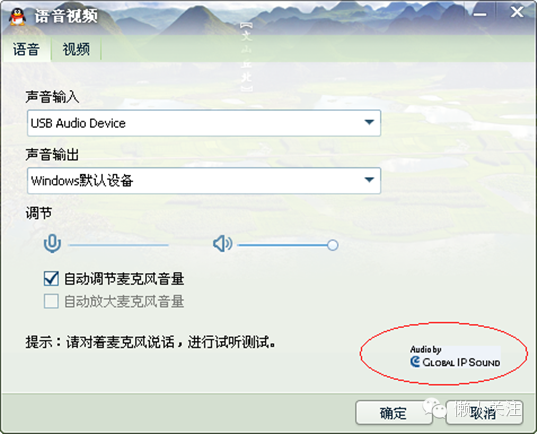 语音视频
语音 视频
声音输入
USB Audio Device
声音输出
Windows默认设备
调节
自动调节麦克风音量
自动放大麦克风音量
提示：请对着麦克风说话，进行试听测试。
Audio by
GLOBAL IP SOUND
确定 取消